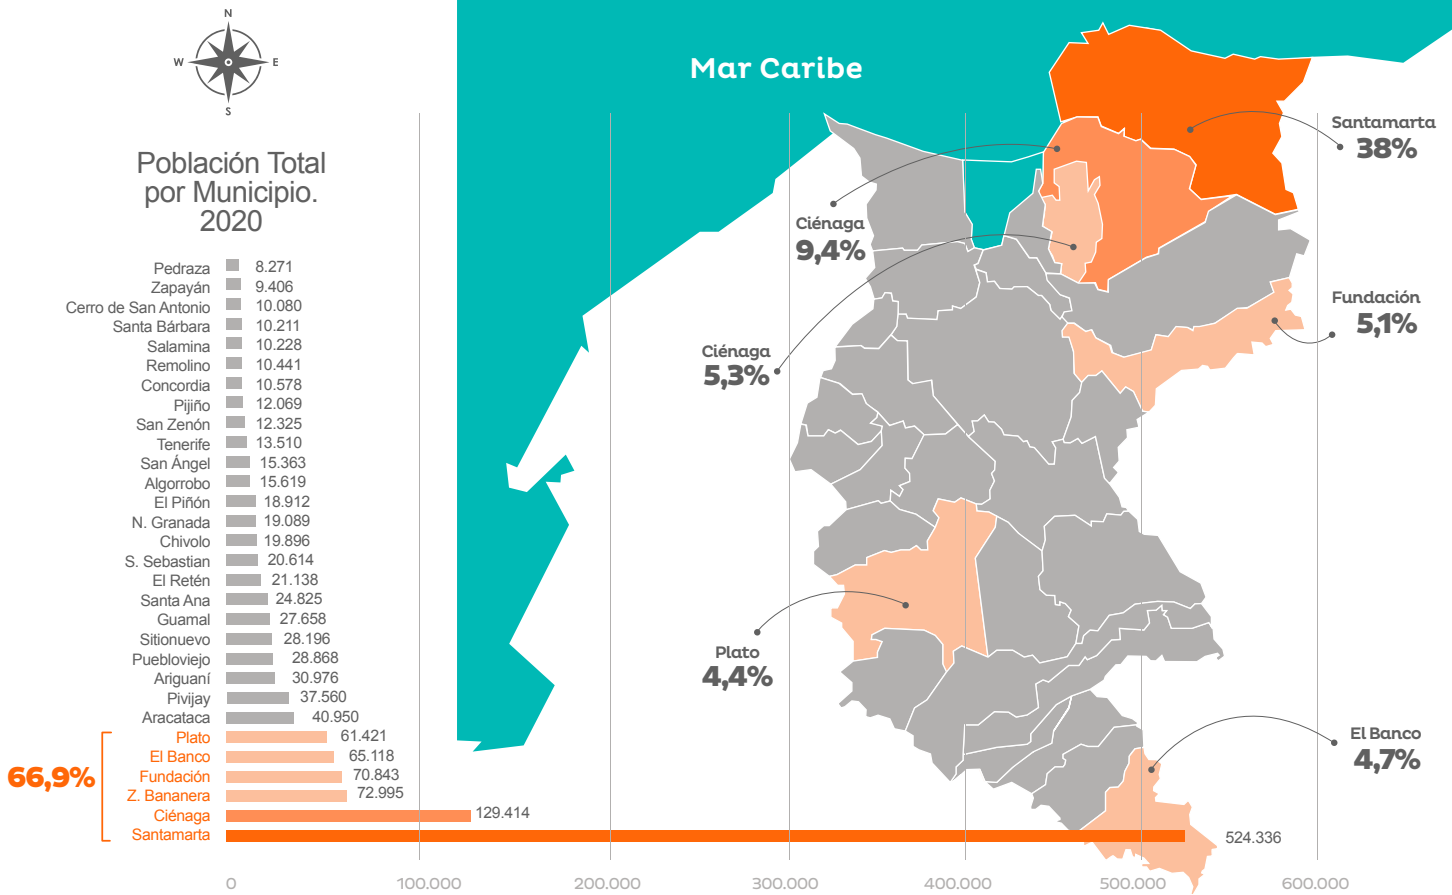 N
W
E
S
Mar Caribe
Población Total
por Municipio.
2020
Pedraza 8.271
Zapayán 9.406
Cerro de San Antonio 10.080
Santa Bárbara 10.211
Salamina 10.228
Remolino 10.441
Concordia 10.578
Pijiño 12.069
San Zenón 12.325
Tenerife 13.510
San Ángel 15.363
Algorrobo 15.619
El Piñón 18.912
N. Granada 19.089
Chivolo 19.896
S. Sebastian 20.614
El Retén 21.138
Santa Ana 24.825
Guamal 27.658
Sitionuevo 28.196
Puebloviejo 28.868
Ariguaní 30.976
Pivijay 37.560
Aracataca 40.950
Plato 61.421
El Banco 65.118
Fundación 70.843
Z. Bananera 72.995
Ciénaga 129.414
Santamarta 524.336
66,9%
0 100.000 200.000 300.000 400.000 500.000 600.000
Santamarta
38%
Ciénaga
9,4%
Fundación
5,1%
Ciénaga
5,3%
Plato
4,4%
El Banco
4,7%